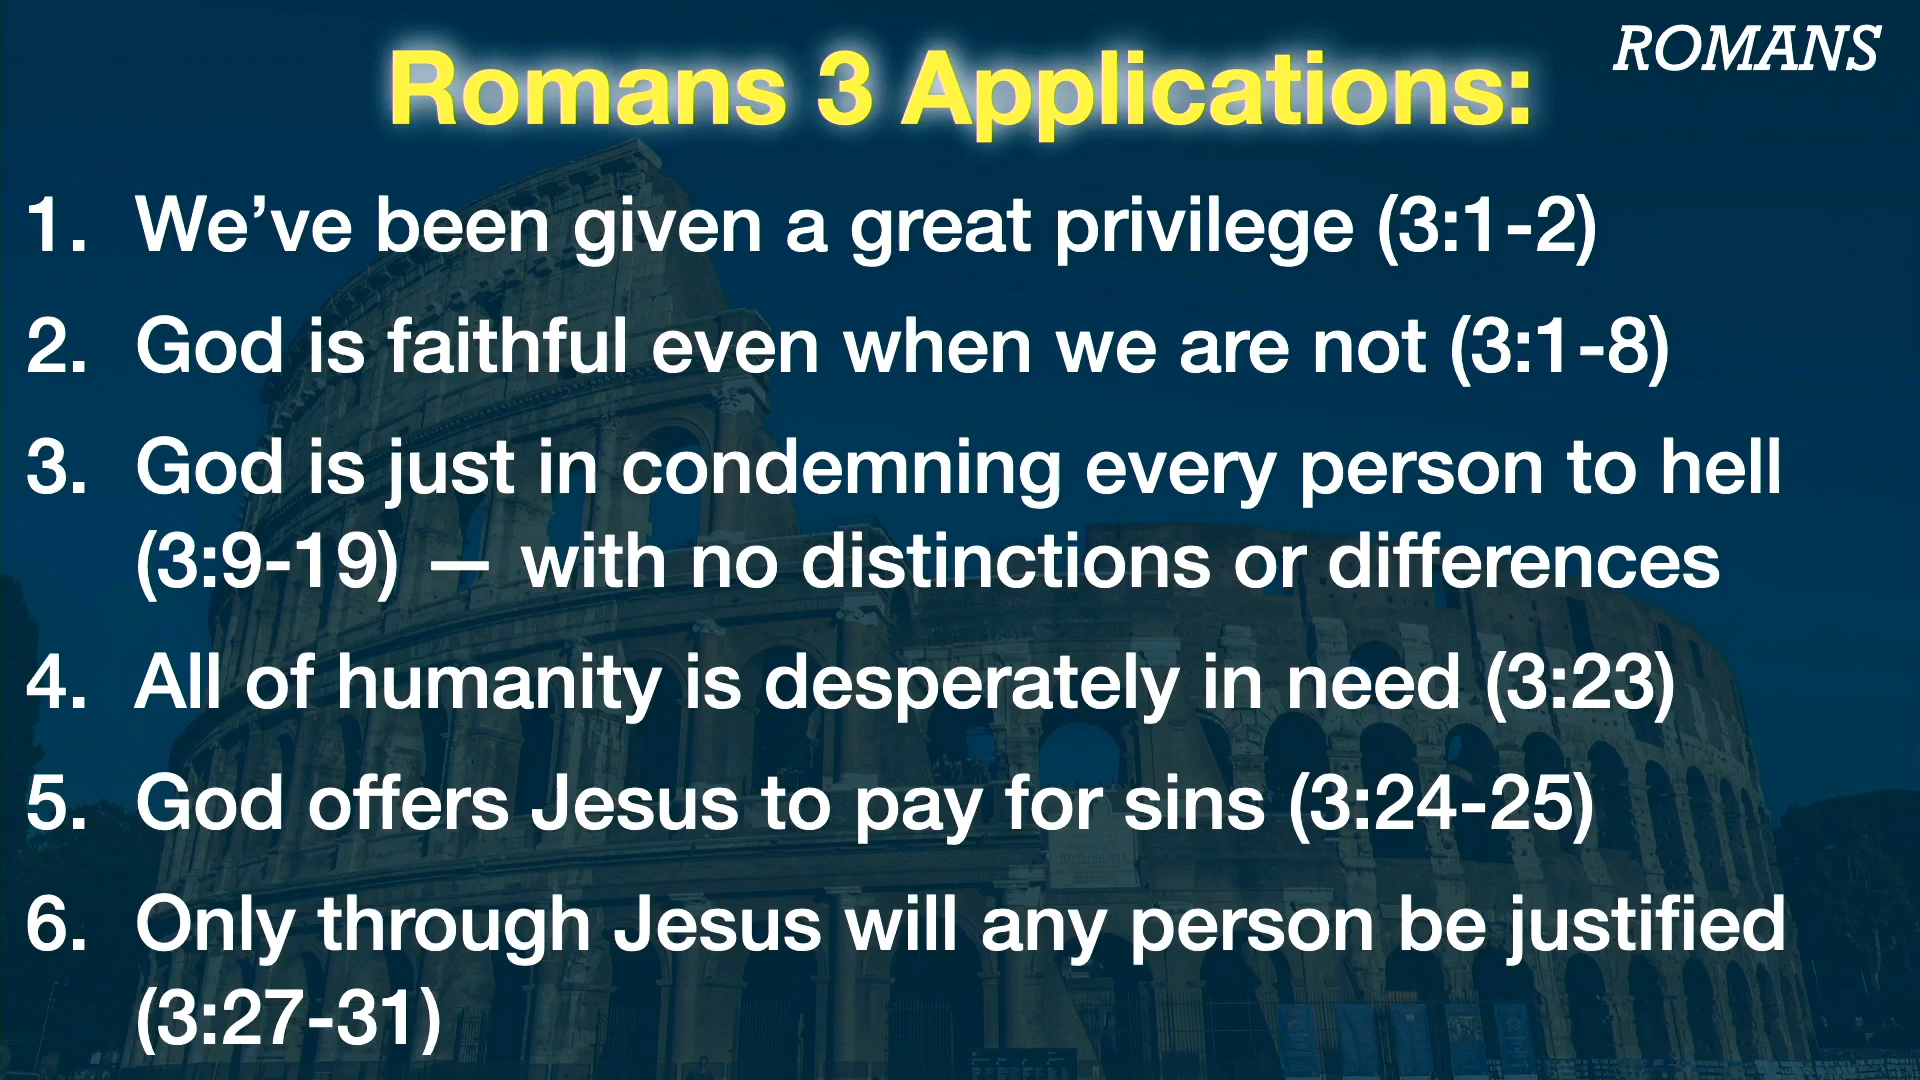 ROMANS
Romans 3 Applications:
1. We’ve been given a great privilege (3:1-2)
2. God is faithful even when we are not (3:1-8)
3. God is just in condemning every person to hell
(3:9-19) — with no distinctions or differences
4. All of humanity is desperately in need (3:23)
5. God offers Jesus to pay for sins (3:24-25)
6. Only through Jesus will any person be justified
(3:27-31)